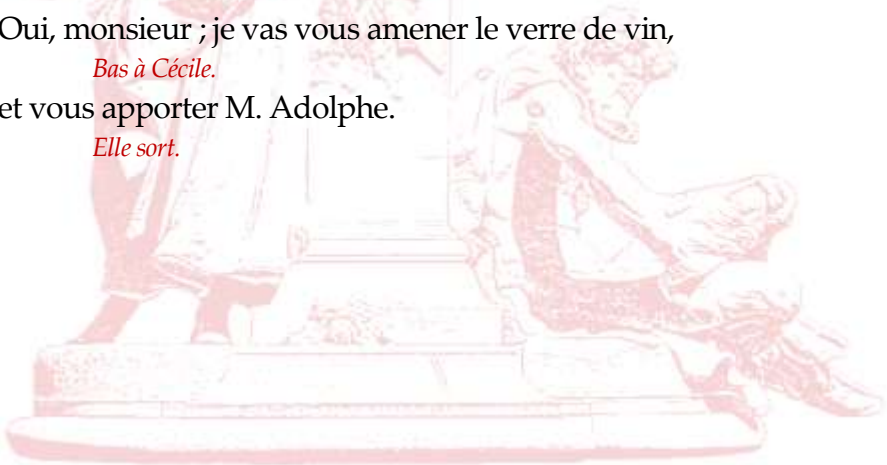 Oui, monsieur ; je vas vous amener le verre de vin,
Bas à Cécile.
et vous apporter M. Adolphe.
Elle sort.